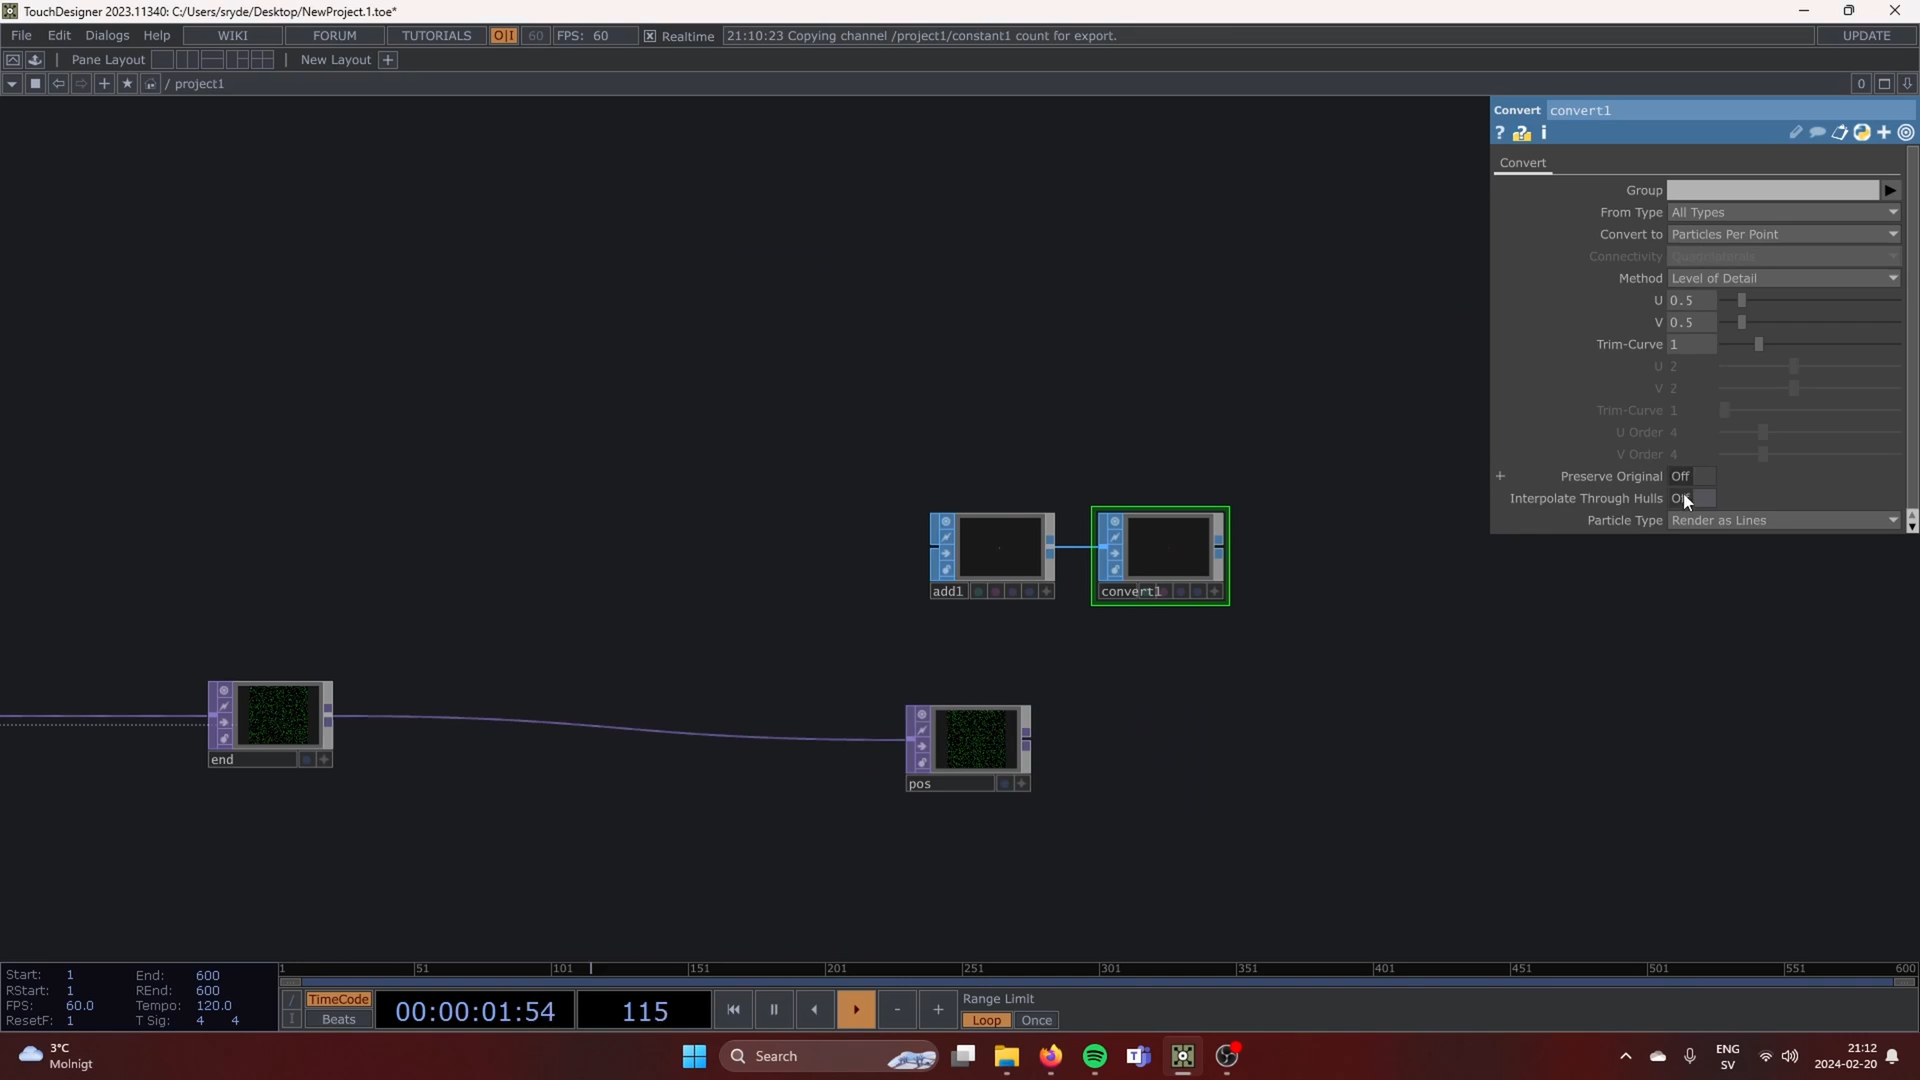 TouchDesigner 2023.11340: C:/Users/sryde/Desktop/NewProject.1.toe*
File Edit Dialogs Help WIKI FORUM TUTORIALS O|I 60 FPS: 60 Realtime 21:10:23 Copying channel /project1/constant1 count for export. UPDATE
Pane Layout New Layout +
/ project1 0
Convert convert1
? ? i
Convert
Group
From Type All Types
Convert to Particles Per Point
Connectivity Quadrilaterals
Method Level of Detail
U 0.5
V 0.5
Trim-Curve 1
U 2
V 2
Trim-Curve 1
U Order 4
V Order 4
+ Preserve Original Off
Interpolate Through Hulls Off
Particle Type Render as Lines
add1
convert1
end
pos
1 51 101 151 201 251 301 351 401 451 501 551 600
Start: 1 End: 600
RStart: 1 REnd: 600
FPS: 60.0 Tempo: 120.0
ResetF: 1 T Sig: 4 4
/ TimeCode
I Beats
00:00:01:54
115
- +
Range Limit
Loop Once
3°C
Molnigt
Search
ENG
SV
21:12
2024-02-20